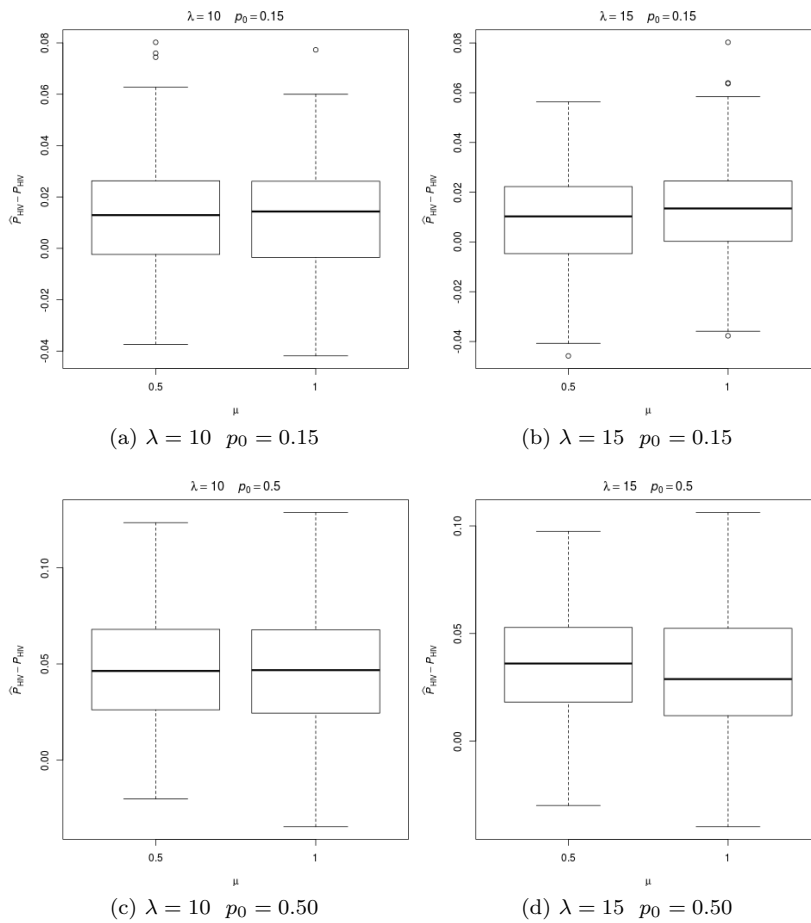 λ = 10 p₀ = 0.15
0.08
0.06
0.04
0.02
0.00
-0.02
-0.04
P̂HIV − PHIV
0.5 1
μ
(a) λ = 10 p₀ = 0.15
λ = 15 p₀ = 0.15
0.08
0.06
0.04
0.02
0.00
-0.02
-0.04
P̂HIV − PHIV
0.5 1
μ
(b) λ = 15 p₀ = 0.15
λ = 10 p₀ = 0.5
0.10
0.05
0.00
P̂HIV − PHIV
0.5 1
μ
(c) λ = 10 p₀ = 0.50
λ = 15 p₀ = 0.5
0.10
0.05
0.00
P̂HIV − PHIV
0.5 1
μ
(d) λ = 15 p₀ = 0.50